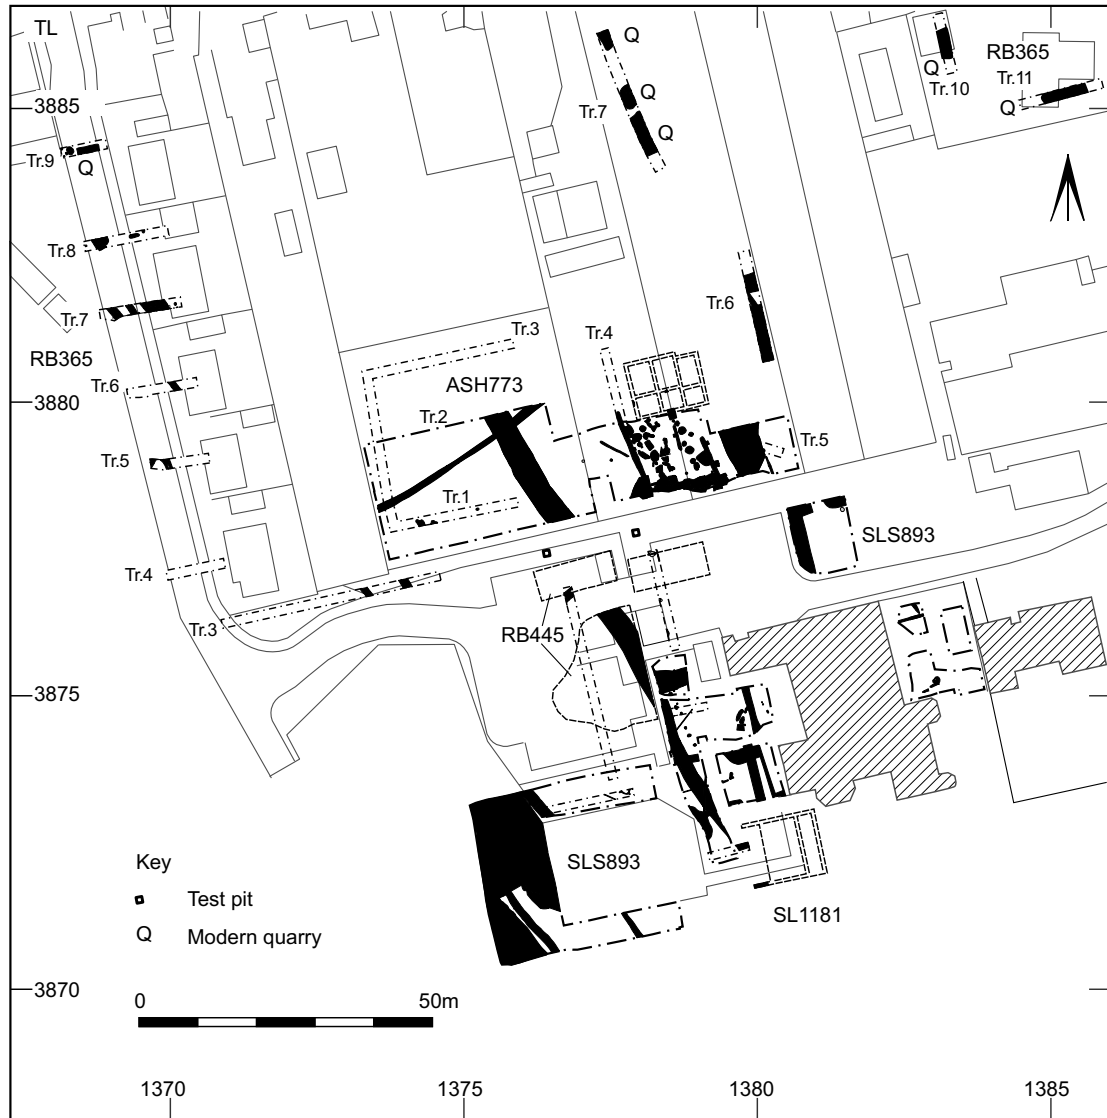 TL
Q
RB365
Q
Tr.11
Tr.10
3885
Tr.7
Q
Q
Q
Tr.9
Q
Tr.8
Tr.6
Tr.7
Tr.3
Tr.4
RB365
ASH773
Tr.6
3880
Tr.2
Tr.5
Tr.5
Tr.1
SLS893
Tr.4
Tr.3
RB445
3875
Key
SLS893
Test pit
SL1181
Q
Modern quarry
3870
0
50m
1370
1375
1380
1385